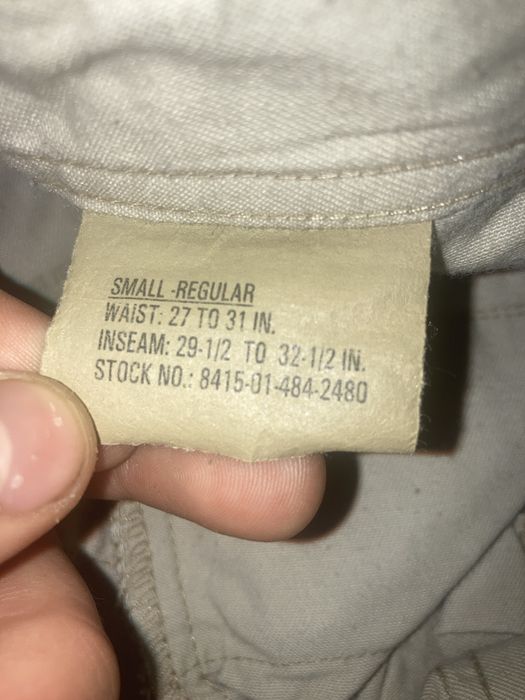 SMALL -REGULAR
WAIST: 27 TO 31 IN.
INSEAM: 29-1/2 TO 32-1/2 IN.
STOCK NO.: 8415-01-484-2480